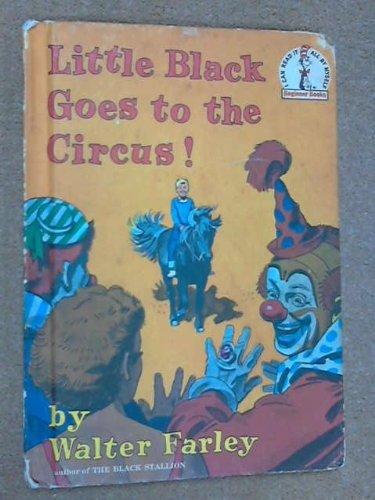 Little Black
Goes to the
Circus!
I CAN READ IT ALL BY MYSELF
Beginner Books
by
Walter Farley
author of THE BLACK STALLION